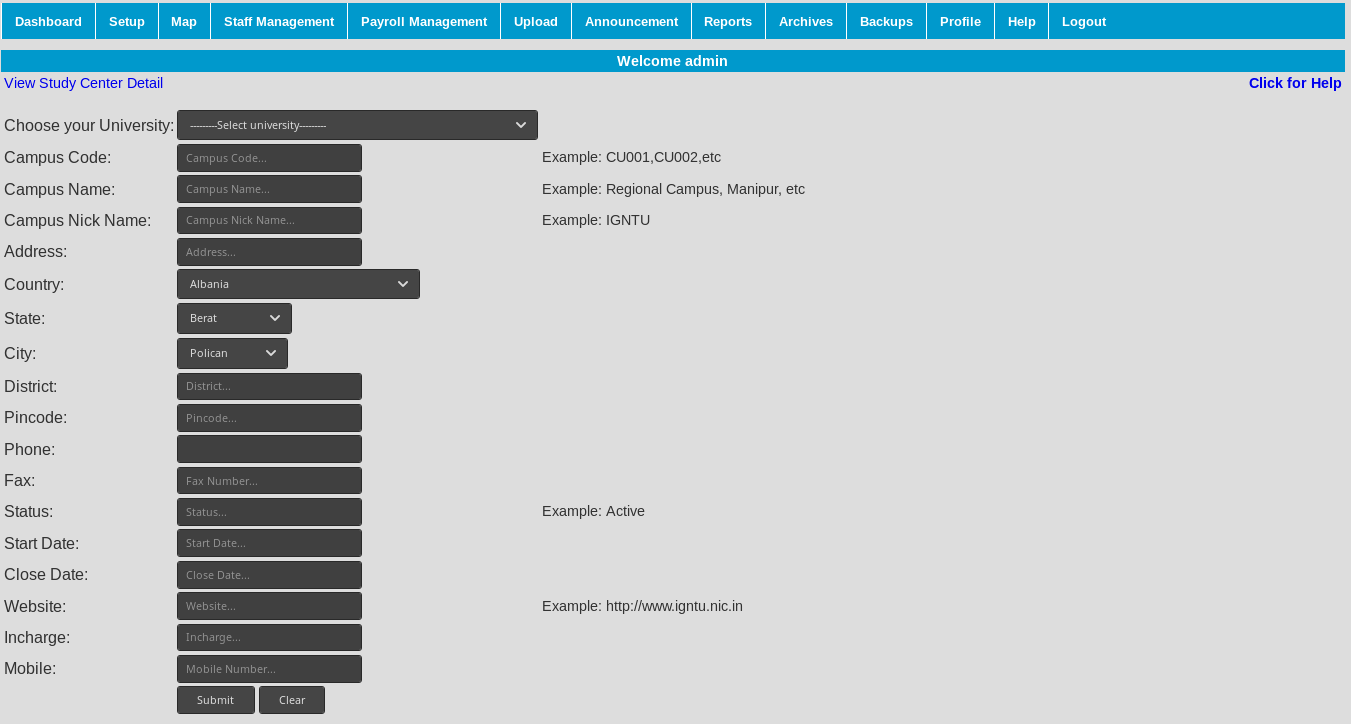 Dashboard Setup Map Staff Management Payroll Management Upload Announcement Reports Archives Backups Profile Help Logout
Welcome admin
View Study Center Detail Click for Help
Choose your University: ---------Select university---------
Campus Code: Campus Code... Example: CU001,CU002,etc
Campus Name: Campus Name... Example: Regional Campus, Manipur, etc
Campus Nick Name: Campus Nick Name... Example: IGNTU
Address: Address...
Country: Albania
State: Berat
City: Polican
District: District...
Pincode: Pincode...
Phone:
Fax: Fax Number...
Status: Status... Example: Active
Start Date: Start Date...
Close Date: Close Date...
Website: Website... Example: http://www.igntu.nic.in
Incharge: Incharge...
Mobile: Mobile Number...
Submit Clear